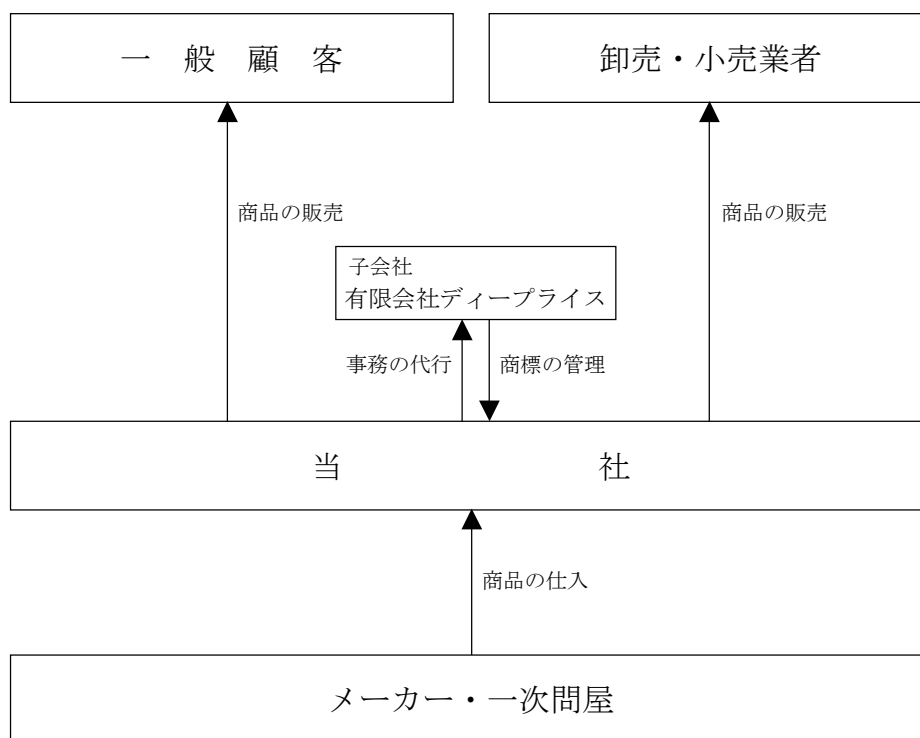 一般顧客
卸売・小売業者
商品の販売
商品の販売
子会社
有限会社ディープライス
事務の代行
商標の管理
当社
商品の仕入
メーカー・一次問屋